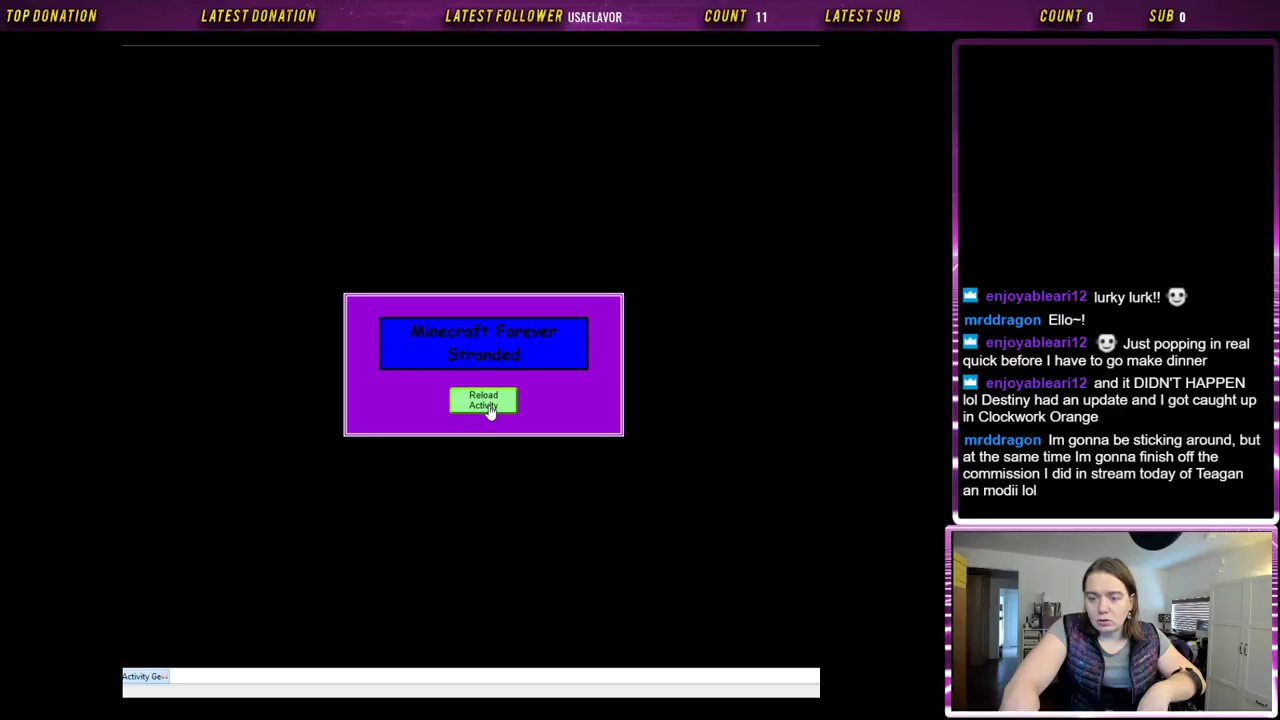 TOP DONATION LATEST DONATION LATEST FOLLOWER USAFLAVOR COUNT 11 LATEST SUB COUNT 0 SUB 0
Minecraft Forever
Stranded
Reload
Activity
enjoyableari12 lurky lurk!!
mrddragon Ello~!
enjoyableari12 Just popping in real
quick before I have to go make dinner
enjoyableari12 and it DIDN'T HAPPEN
lol Destiny had an update and I got caught up
in Clockwork Orange
mrddragon Im gonna be sticking around, but
at the same time Im gonna finish off the
commission I did in stream today of Teagan
an modii lol
Activity